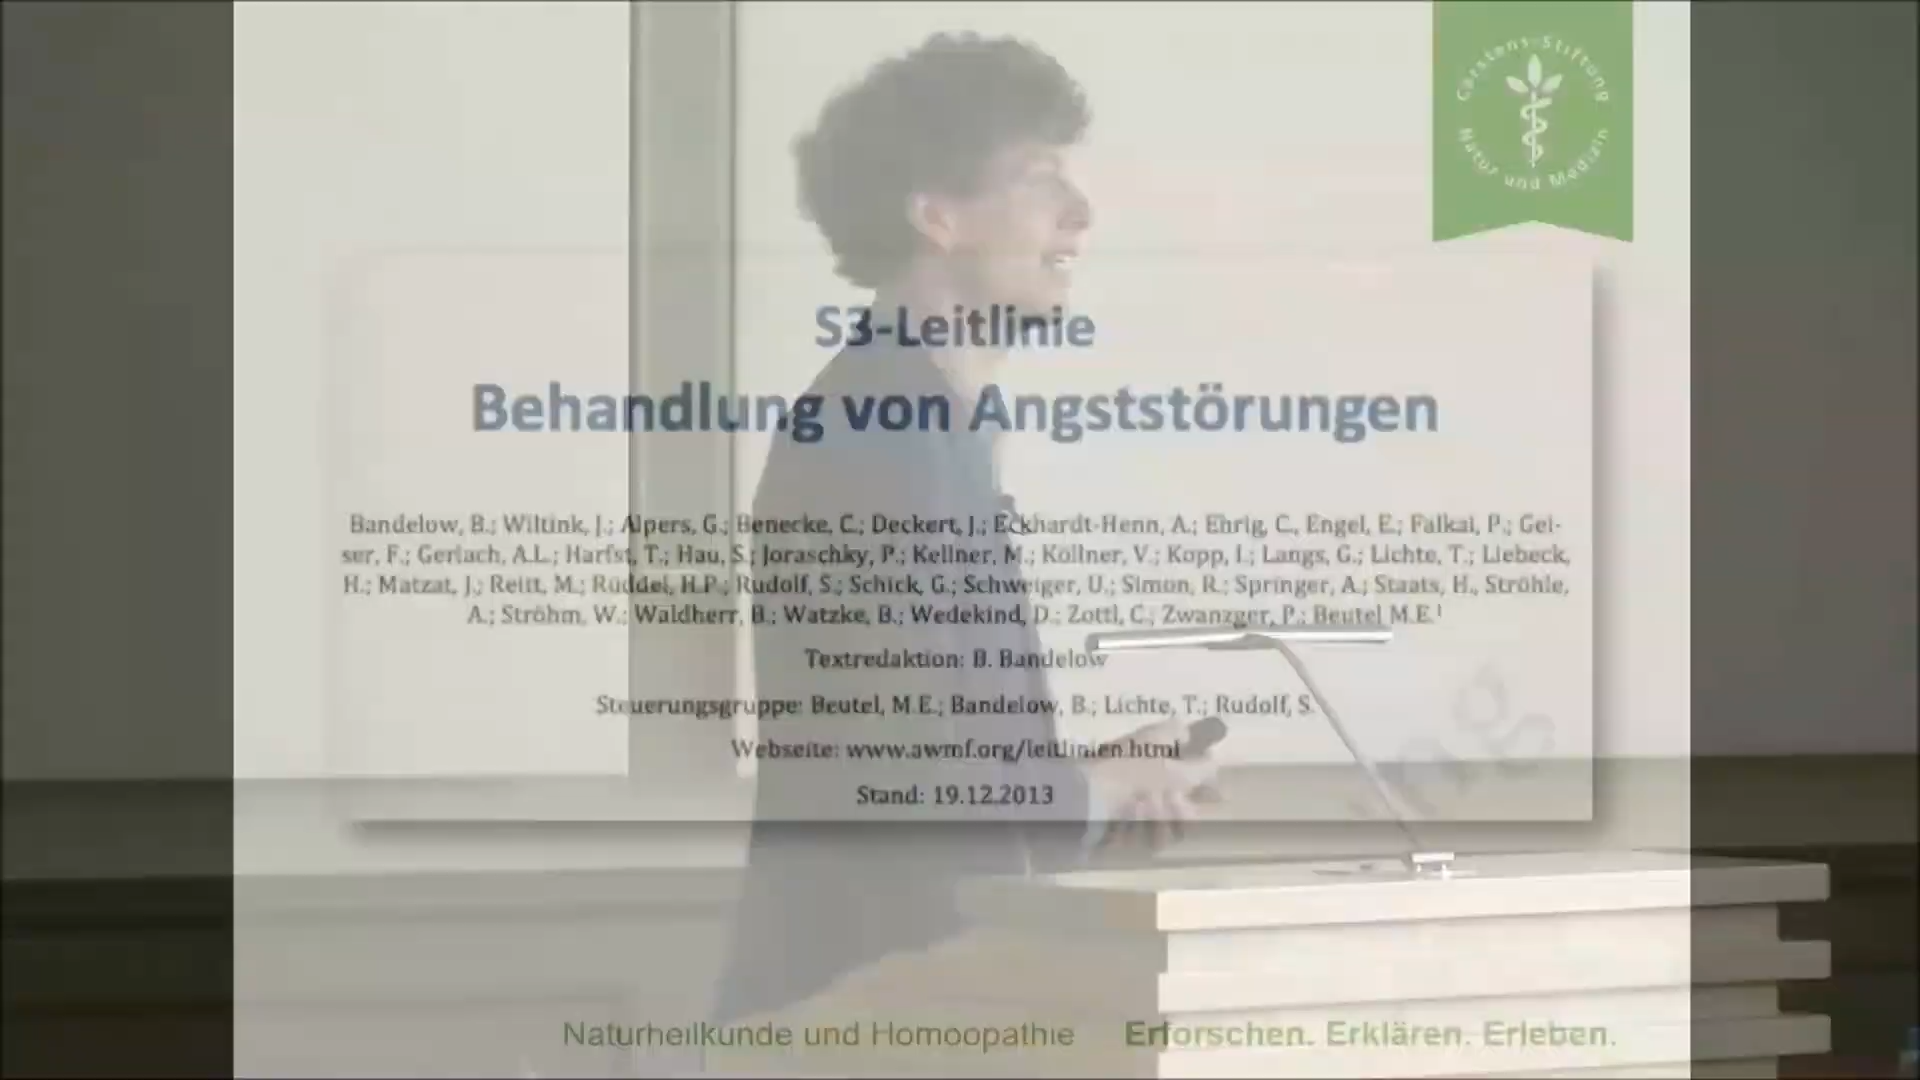 Carstens-Stiftung
Natur und Medizin
S3-Leitlinie
Behandlung von Angststörungen
Bandelow, B.; Wiltink, J.; Alpers, G.; Benecke, C.; Deckert, J.; Eckhardt-Henn, A.; Ehrig, C., Engel, E.; Falkai, P.; Gei-
ser, F.; Gerlach, A.L.; Harfst, T.; Hau, S.; Joraschky, P.; Kellner, M.; Köllner, V.; Kopp, I.; Langs, G.; Lichte, T.; Liebeck,
H.; Matzat, J.; Reitt, M.; Rüddel, H.P.; Rudolf, S.; Schick, G.; Schweiger, U.; Simon, R.; Springer, A.; Staats, H., Ströhle,
A.; Ströhm, W.; Waldherr, B.; Watzke, B.; Wedekind, D.; Zottl, C.; Zwanzger, P.; Beutel M.E.¹
Textredaktion: B. Bandelow
Steuerungsgruppe: Beutel, M.E.; Bandelow, B.; Lichte, T.; Rudolf, S.
Webseite: www.awmf.org/leitlinien.html
Stand: 19.12.2013
Naturheilkunde und Homöopathie Erforschen. Erklären. Erleben.